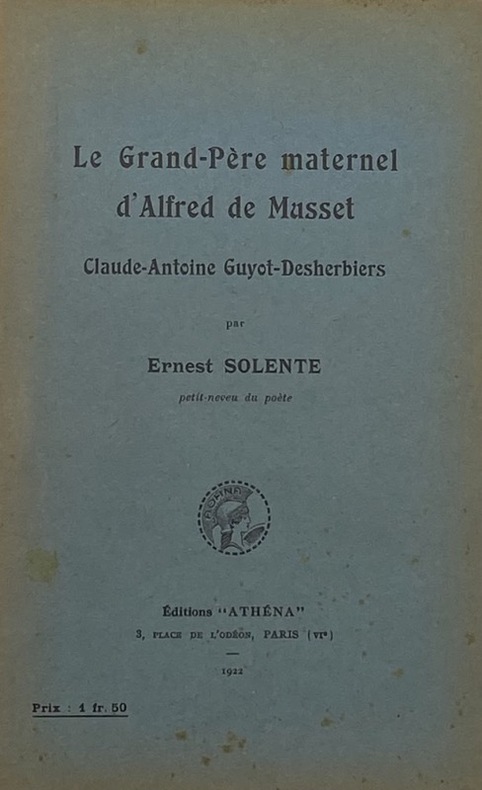 Le Grand-Père maternel
d'Alfred de Musset
Claude-Antoine Guyot-Desherbiers
par
Ernest SOLENTE
petit-neveu du poète
Éditions "ATHÉNA"
3, PLACE DE L'ODÉON, PARIS (VIᵉ)
1922
Prix : 1 fr. 50